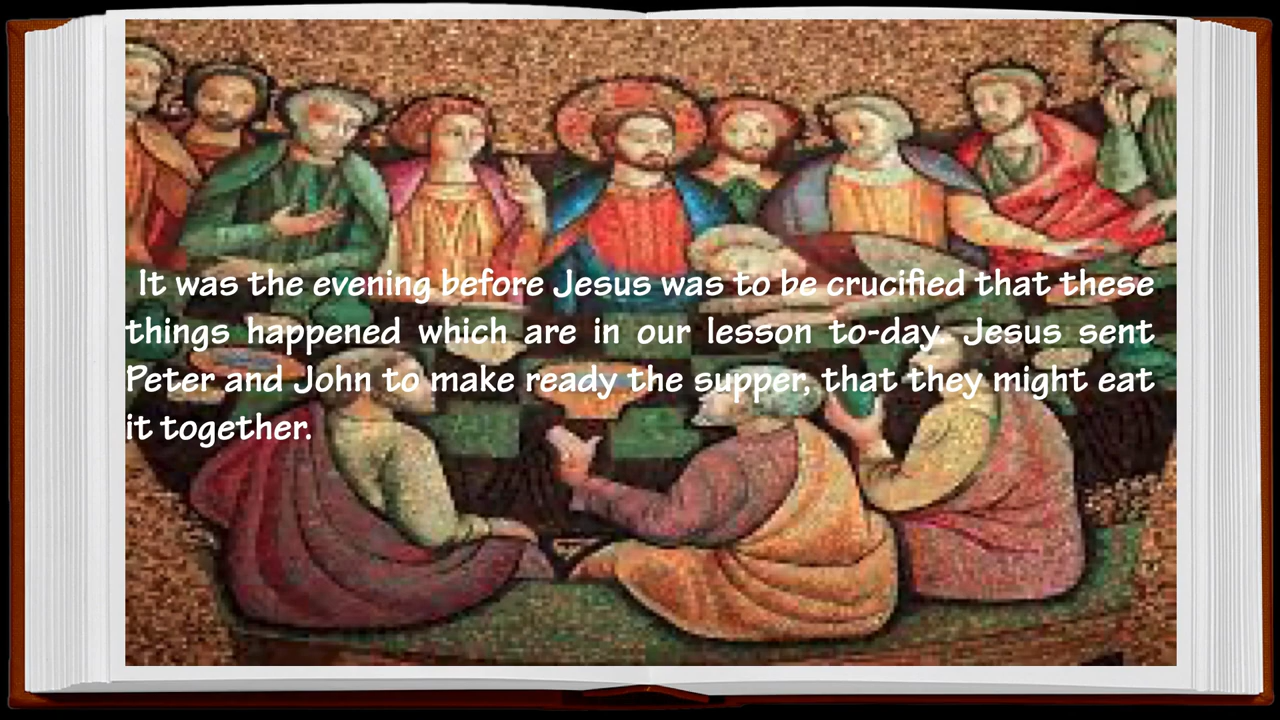 It was the evening before Jesus was to be crucified that these
things happened which are in our lesson to-day. Jesus sent
Peter and John to make ready the supper, that they might eat
it together.